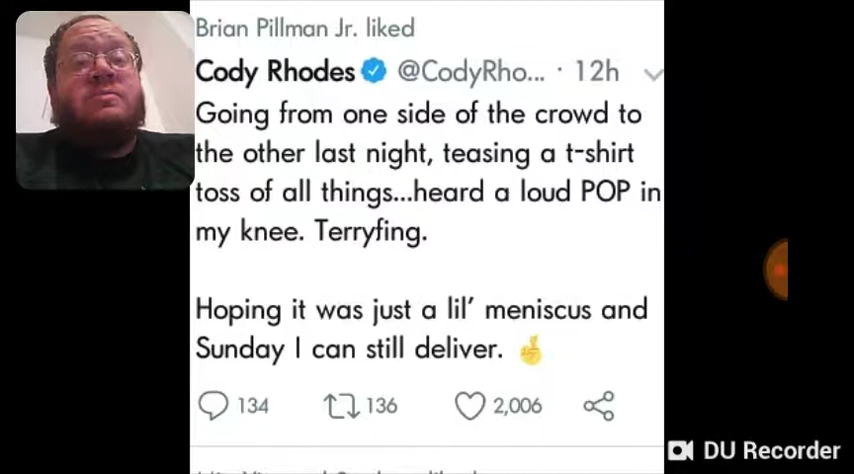 Brian Pillman Jr. liked
Cody Rhodes @CodyRho... · 12h
Going from one side of the crowd to
the other last night, teasing a t-shirt
toss of all things...heard a loud POP in
my knee. Terryfing.
Hoping it was just a lil' meniscus and
Sunday I can still deliver. 🤞
134 136 2,006
DU Recorder